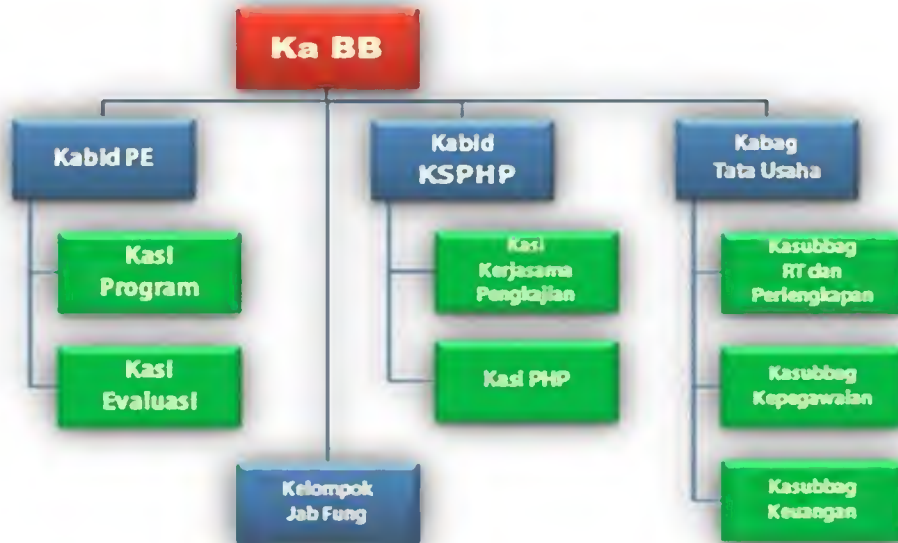 Ka BB
Kabid PE
Kabid
KSPHP
Kabag
Tata Usaha
Kasi
Program
Kasi
Kerjasama
Pengkajian
Kasubbag
RT dan
Perlengkapan
Kasi
Evaluasi
Kasi PHP
Kasubbag
Kepegawaian
Kelompok
Jab Fung
Kasubbag
Keuangan